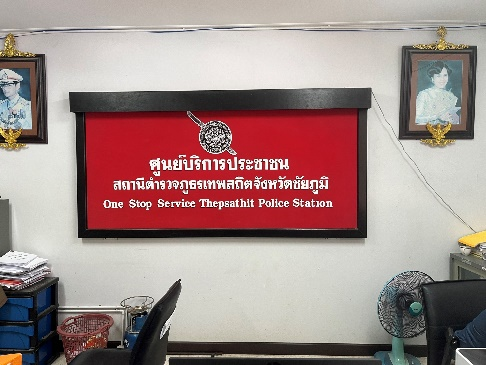 ศูนย์บริการประชาชน
สถานีตำรวจภูธรเทพสถิตจังหวัดชัยภูมิ
One Stop Service Thepsathit Police Station